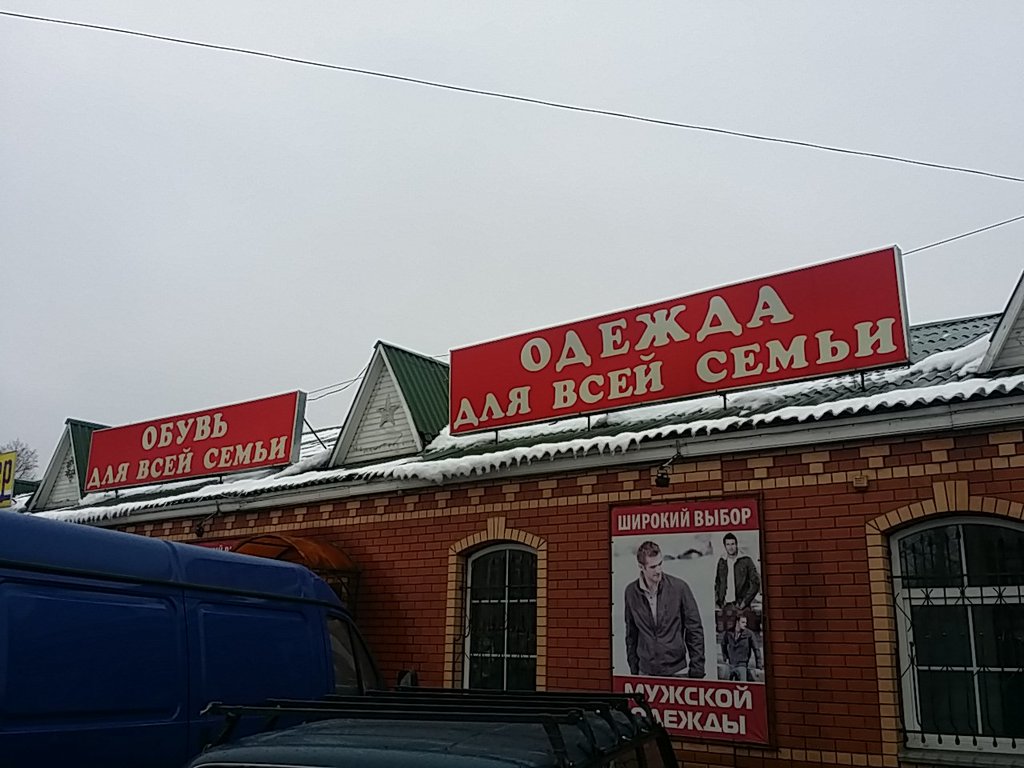 ОБУВЬ
ДЛЯ ВСЕЙ СЕМЬИ
ОДЕЖДА
ДЛЯ ВСЕЙ СЕМЬИ
ШИРОКИЙ ВЫБОР
МУЖСКОЙ
ОДЕЖДЫ